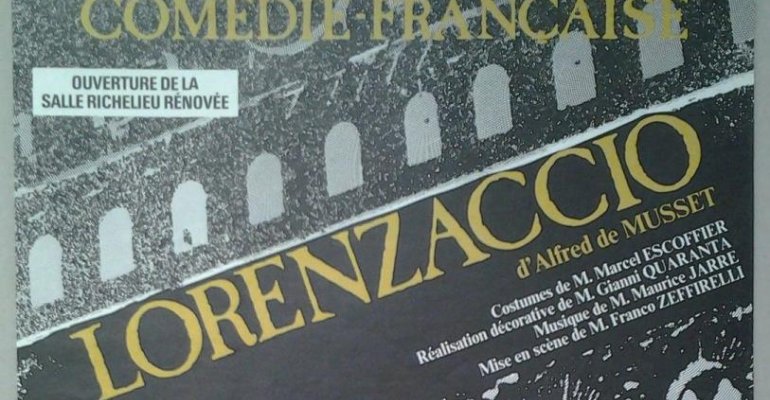 COMÉDIE-FRANÇAISE
OUVERTURE DE LA
SALLE RICHELIEU RÉNOVÉE
LORENZACCIO
d'Alfred de MUSSET
Costumes de M. Marcel ESCOFFIER
Réalisation décorative de M. Gianni QUARANTA
Musique de M. Maurice JARRE
Mise en scène de M. Franco ZEFFIRELLI